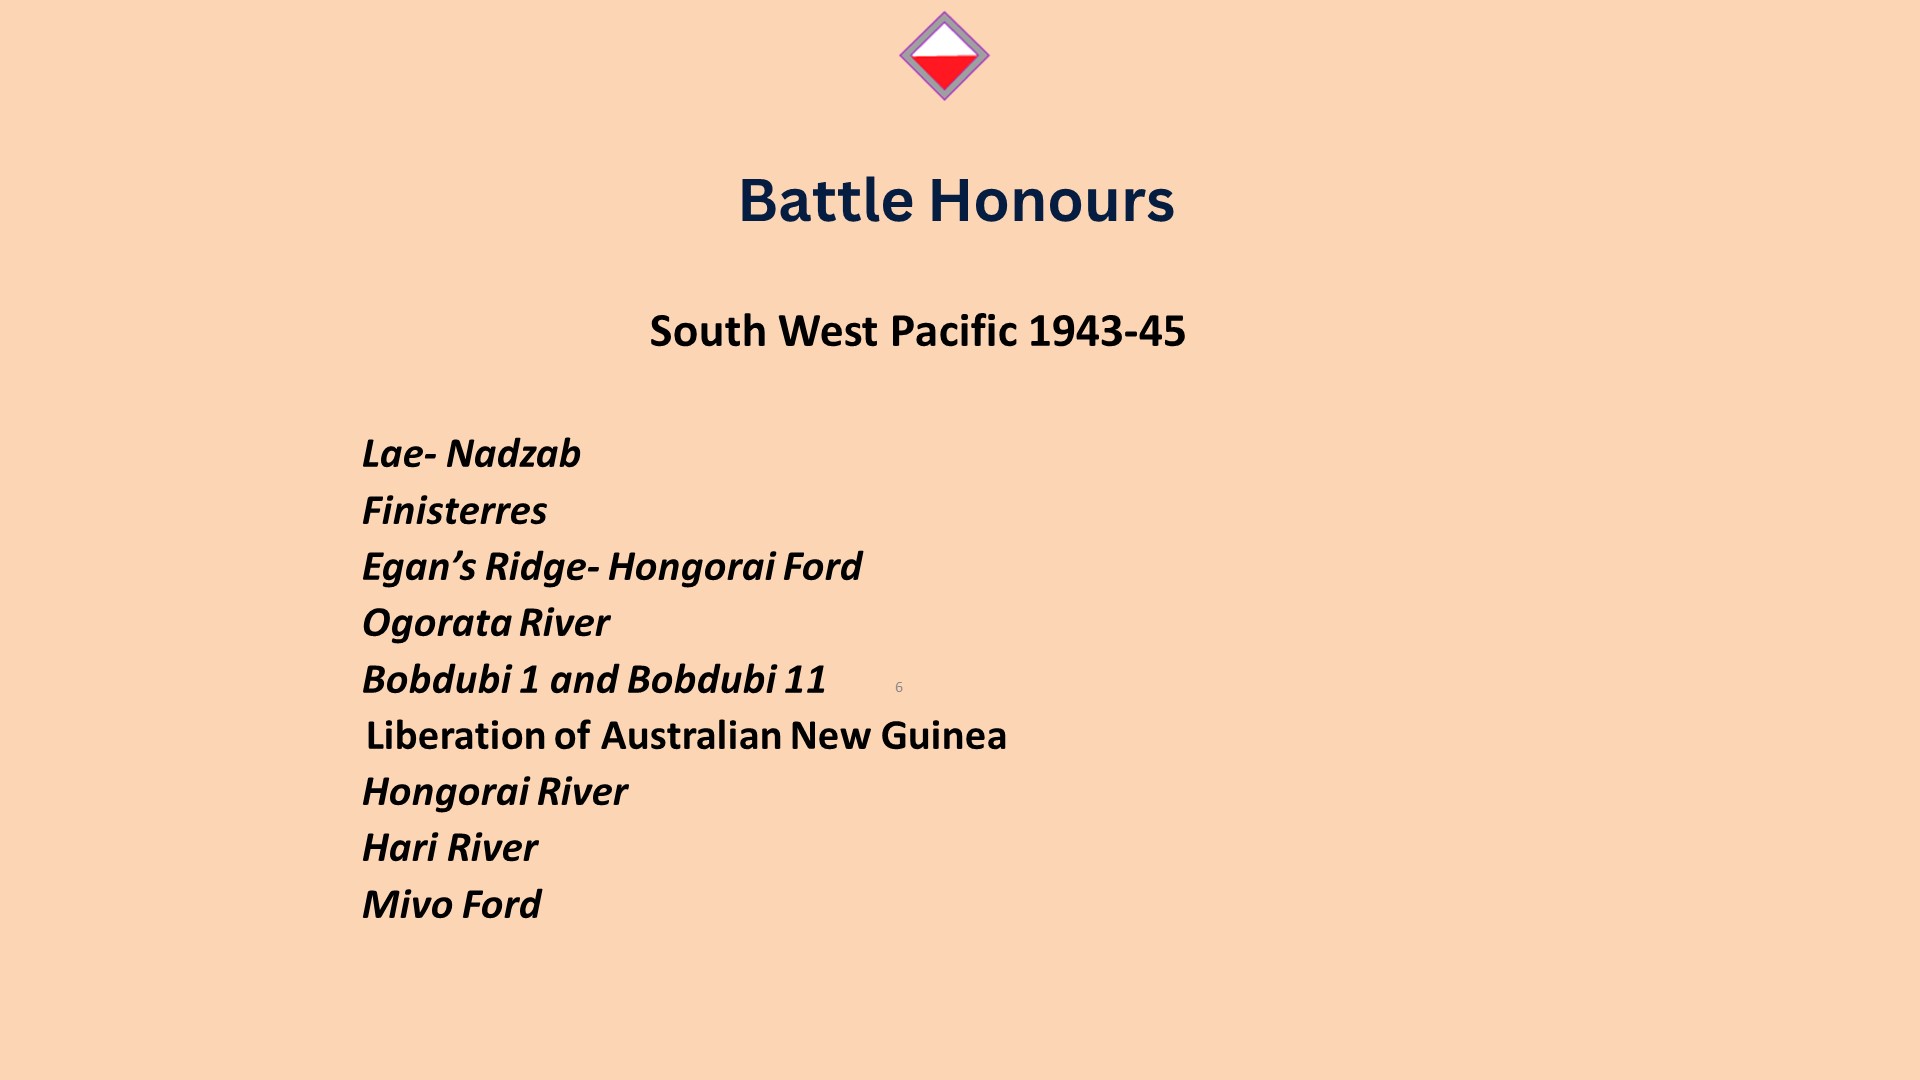 Battle Honours
South West Pacific 1943-45
Lae- Nadzab
Finisterres
Egan’s Ridge- Hongorai Ford
Ogorata River
Bobdubi 1 and Bobdubi 11
6
Liberation of Australian New Guinea
Hongorai River
Hari River
Mivo Ford